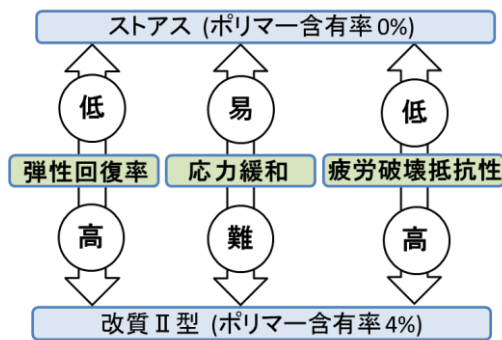 ストアス (ポリマー含有率 0%)
低 易 低
弾性回復率 応力緩和 疲労破壊抵抗性
高 難 高
改質Ⅱ型 (ポリマー含有率 4%)